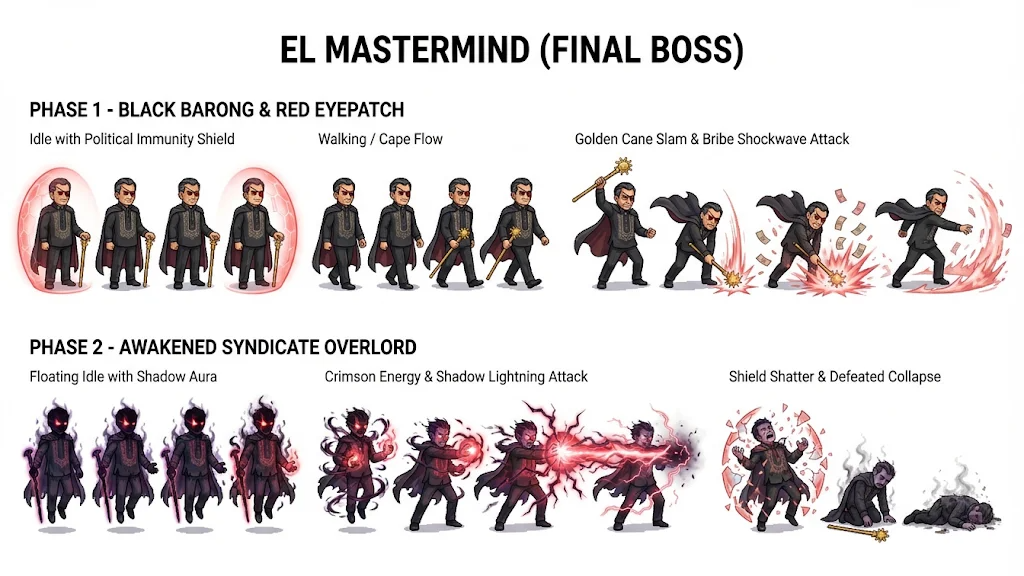 EL MASTERMIND (FINAL BOSS)
PHASE 1 - BLACK BARONG & RED EYEPATCH
Idle with Political Immunity Shield
Walking / Cape Flow
Golden Cane Slam & Bribe Shockwave Attack
PHASE 2 - AWAKENED SYNDICATE OVERLORD
Floating Idle with Shadow Aura
Crimson Energy & Shadow Lightning Attack
Shield Shatter & Defeated Collapse